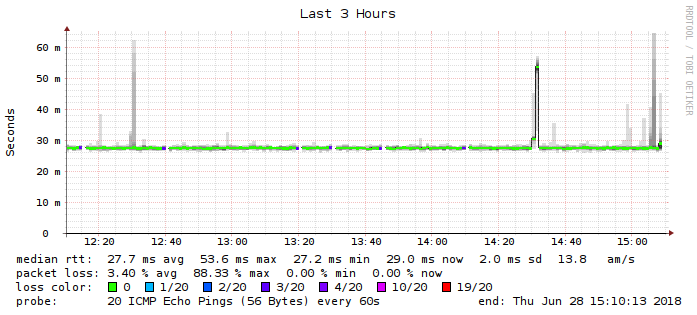 Last 3 Hours
RRDTOOL / TOBI OETIKER
Seconds
60 m
50 m
40 m
30 m
20 m
10 m
0
12:20 12:40 13:00 13:20 13:40 14:00 14:20 14:40 15:00
median rtt: 27.7 ms avg 53.6 ms max 27.2 ms min 29.0 ms now 2.0 ms sd 13.8 am/s
packet loss: 3.40 % avg 88.33 % max 0.00 % min 0.00 % now
loss color: 0 1/20 2/20 3/20 4/20 10/20 19/20
probe: 20 ICMP Echo Pings (56 Bytes) every 60s end: Thu Jun 28 15:10:13 2018